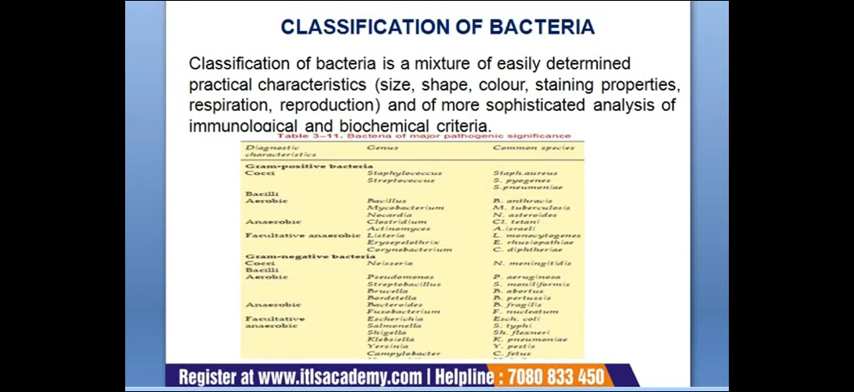 CLASSIFICATION OF BACTERIA
Classification of bacteria is a mixture of easily determined
practical characteristics (size, shape, colour, staining properties,
respiration, reproduction) and of more sophisticated analysis of
immunological and biochemical criteria.
Table 3-11. Bacteria of major pathogenic significance
Diagnostic Genus Common species
characteristics
Gram-positive bacteria
Cocci Staphylococcus Staph.aureus
Streptococcus S. pyogenes
S.pneumoniae
Bacilli
Aerobic Bacillus B. anthracis
Mycobacterium M. tuberculosis
Nocardia N. asteroides
Anaerobic Clostridium Cl. tetani
Actinomyces A.israeli
Facultative anaerobic Listeria L. monocytogenes
Erysepelothrix E. rhusiopathiae
Corynebacterium C. diphtheriae
Gram-negative bacteria
Cocci Neisseria N. meningitidis
Bacilli
Aerobic Pseudomonas P. aeruginosa
Streptobacillus S. moniliformis
Brucella B. abortus
Bordetella B. pertussis
Anaerobic Bacteroides B. fragilis
Fusobacterium F. nucleatum
Facultative Escherichia Esch. coli
anaerobic Salmonella S. typhi
Shigella Sh. flexneri
Klebsiella K. pneumoniae
Yersinia Y. pestis
Campylobacter C. fetus
Register at www.itlsacademy.com | Helpline : 7080 833 450